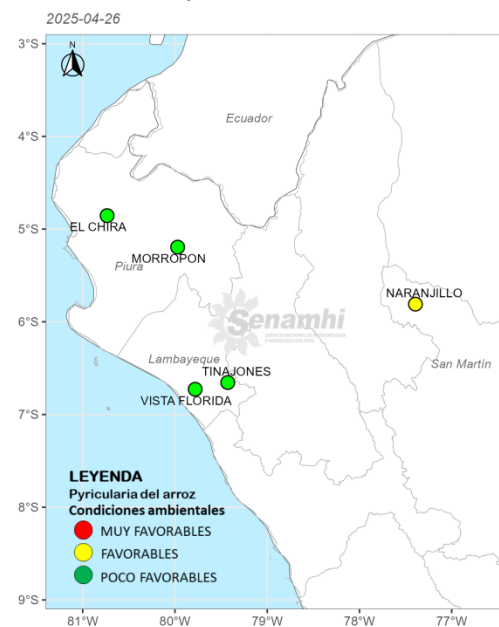 2025-04-26
N
3°S
4°S
5°S
6°S
7°S
8°S
9°S
Ecuador
EL CHIRA
MORROPON
Piura
NARANJILLO
Senamhi
Lambayeque
San Martín
TINAJONES
VISTA FLORIDA
LEYENDA
Pyricularia del arroz
Condiciones ambientales
MUY FAVORABLES
FAVORABLES
POCO FAVORABLES
81°W 80°W 79°W 78°W 77°W